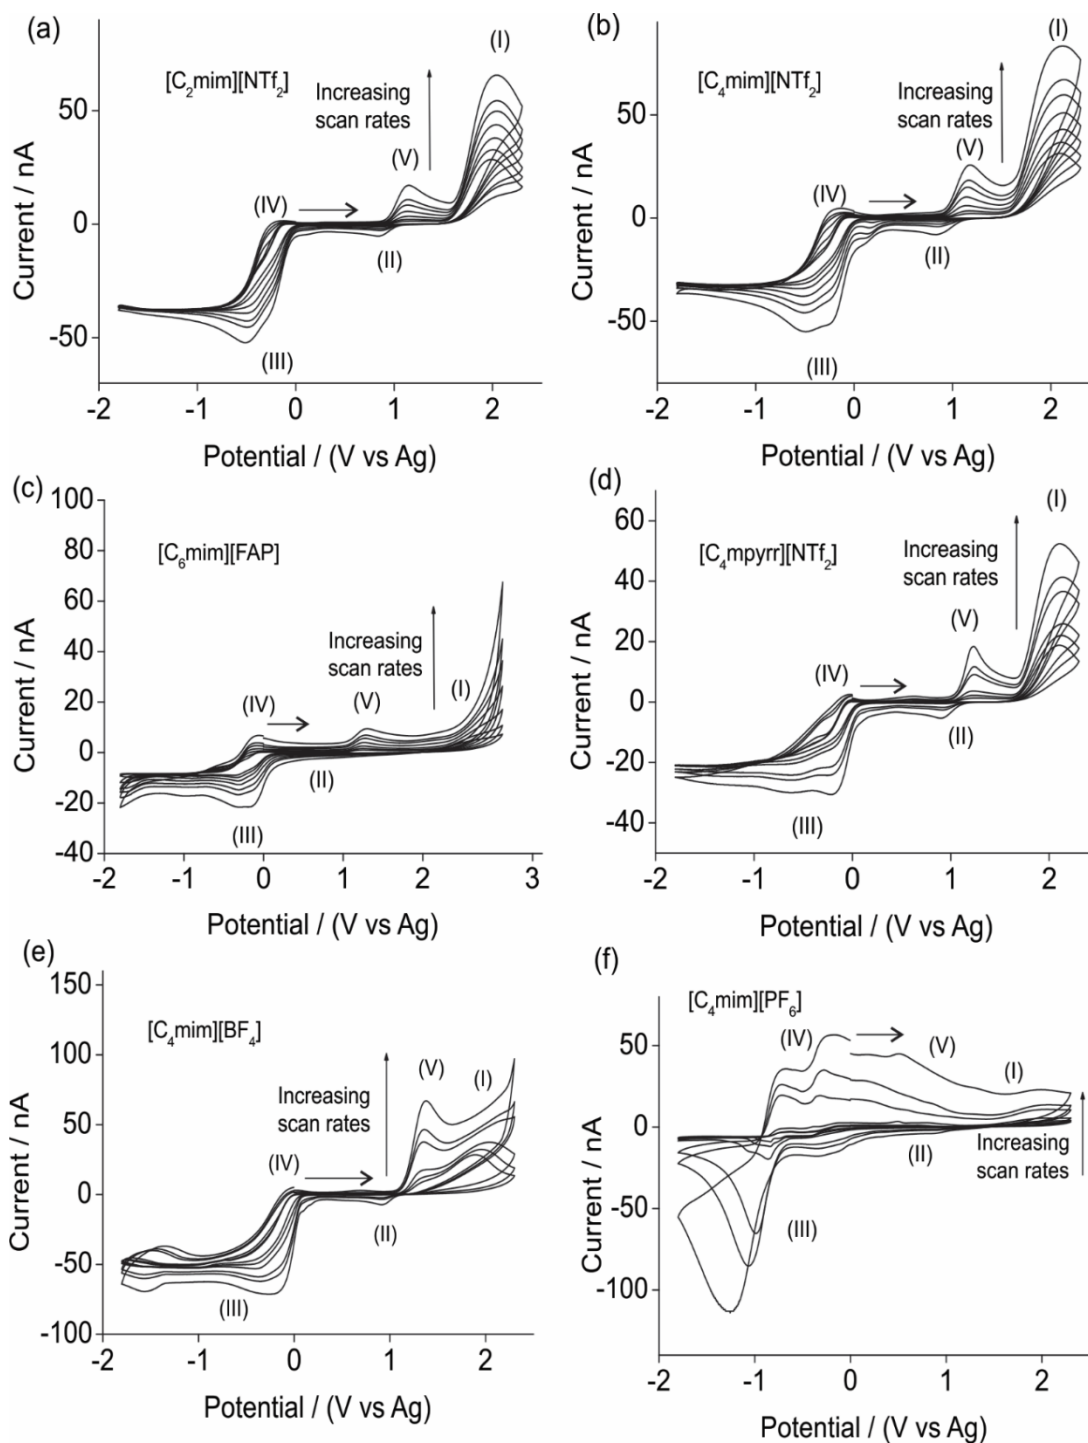 (a)
[C₂mim][NTf₂]
Increasing
scan rates
(I)
(V)
(IV)
(II)
(III)
50
0
-50
Current / nA
-2
-1
0
1
2
Potential / (V vs Ag)
(b)
[C₄mim][NTf₂]
Increasing
scan rates
(I)
(V)
(IV)
(II)
(III)
50
0
-50
Current / nA
-2
-1
0
1
2
Potential / (V vs Ag)
(c)
[C₆mim][FAP]
Increasing
scan rates
(IV)
(V)
(I)
(II)
(III)
100
80
60
40
20
0
-20
-40
Current / nA
-2
-1
0
1
2
3
Potential / (V vs Ag)
(d)
[C₄mpyrr][NTf₂]
Increasing
scan rates
(I)
(V)
(IV)
(II)
(III)
60
40
20
0
-20
-40
Current / nA
-2
-1
0
1
2
Potential / (V vs Ag)
(e)
[C₄mim][BF₄]
Increasing
scan rates
(V)
(I)
(IV)
(II)
(III)
150
100
50
0
-50
-100
Current / nA
-2
-1
0
1
2
Potential / (V vs Ag)
(f)
[C₄mim][PF₆]
(IV)
(V)
(I)
(II)
Increasing
scan rates
(III)
50
0
-50
-100
Current / nA
-2
-1
0
1
2
Potential / (V vs Ag)